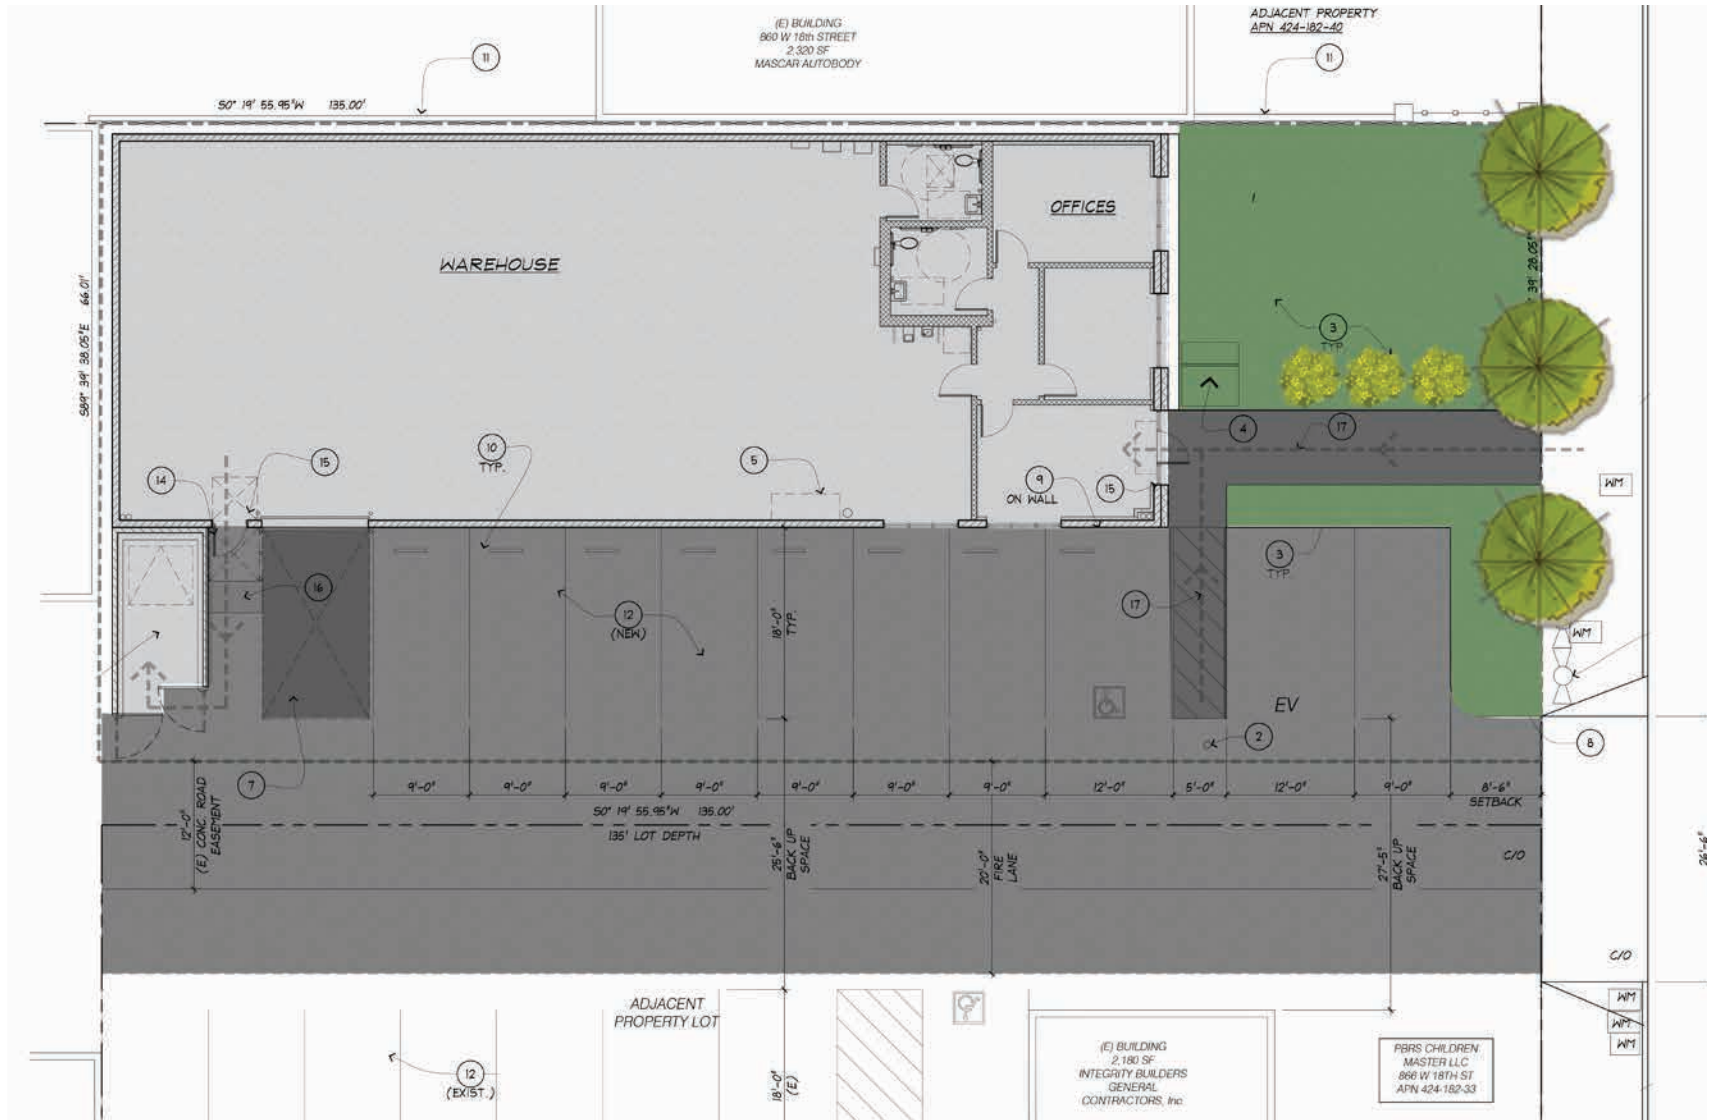 (E) BUILDING
860 W 18th STREET
2,320 SF
MASCAR AUTOBODY
ADJACENT PROPERTY
APN 424-182-40
11
11
S0° 19' 55.95"W 135.00'
WAREHOUSE
OFFICES
1
S89° 39' 38.05"E 66.01'
39' 28.05"
3
TYP.
4
17
10
TYP.
5
9
ON WALL
15
14
15
WM
3
TYP.
16
12
(NEW)
18'-0"
TYP.
17
WM
EV
2
8
7
9'-0"
9'-0"
9'-0"
9'-0"
9'-0"
9'-0"
9'-0"
12'-0"
5'-0"
12'-0"
9'-0"
8'-6"
SETBACK
S0° 19' 55.95"W 135.00'
135' LOT DEPTH
12'-0"
(E) CONC. ROAD
EASEMENT
25'-6"
BACK UP
SPACE
20'-0"
FIRE
LANE
27'-5"
BACK UP
SPACE
C/O
26'-6"
C/O
WM
WM
WM
ADJACENT
PROPERTY LOT
12
(EXIST.)
18'-0"
(E)
(E) BUILDING
2,180 SF
INTEGRITY BUILDERS
GENERAL
CONTRACTORS, Inc.
PBRS CHILDREN
MASTER LLC
866 W 18TH ST
APN 424-182-33